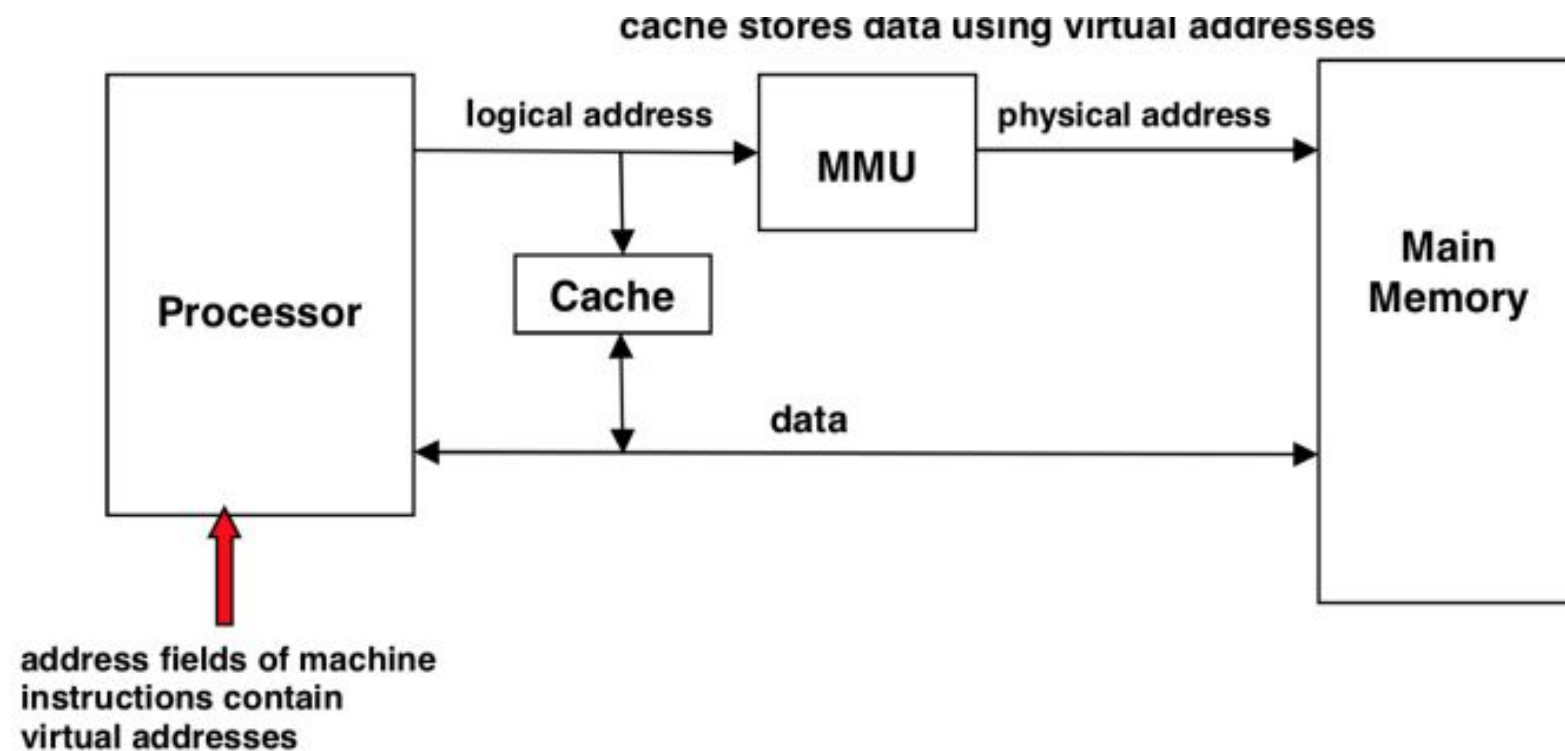 cache stores data using virtual addresses
logical address
physical address
MMU
Main
Memory
Cache
Processor
data
address fields of machine
instructions contain
virtual addresses